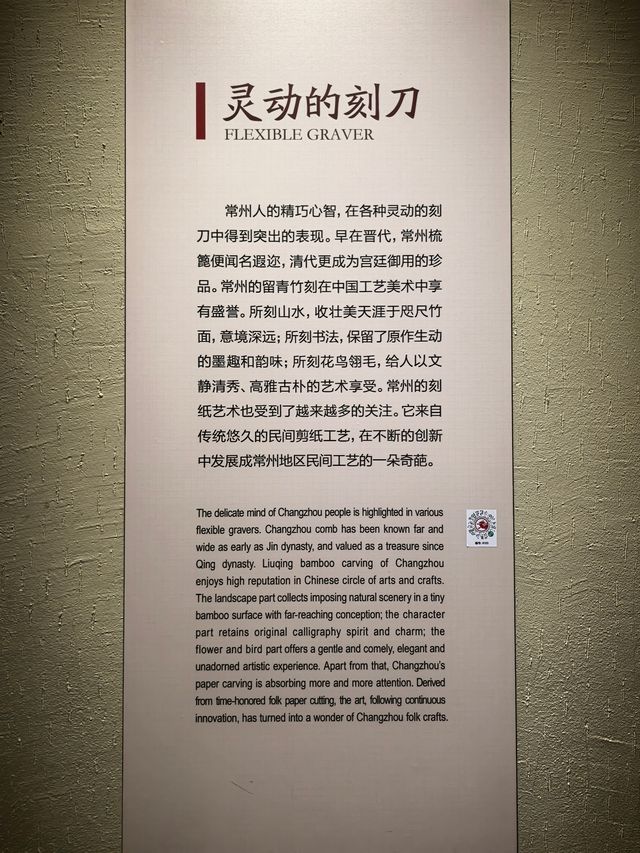 灵动的刻刀
FLEXIBLE GRAVER
常州人的精巧心智，在各种灵动的刻
刀中得到突出的表现。早在晋代，常州梳
篦便闻名遐迩，清代更成为宫廷御用的珍
品。常州的留青竹刻在中国工艺美术中享
有盛誉。所刻山水，收壮美天涯于咫尺竹
面，意境深远；所刻书法，保留了原作生动
的墨趣和韵味；所刻花鸟翎毛，给人以文
静清秀、高雅古朴的艺术享受。常州的刻
纸艺术也受到了越来越多的关注。它来自
传统悠久的民间剪纸工艺，在不断的创新
中发展成常州地区民间工艺的一朵奇葩。
The delicate mind of Changzhou people is highlighted in various
flexible gravers. Changzhou comb has been known far and
wide as early as Jin dynasty, and valued as a treasure since
Qing dynasty. Liuqing bamboo carving of Changzhou
enjoys high reputation in Chinese circle of arts and crafts.
The landscape part collects imposing natural scenery in a tiny
bamboo surface with far-reaching conception; the character
part retains original calligraphy spirit and charm; the
flower and bird part offers a gentle and comely, elegant and
unadorned artistic experience. Apart from that, Changzhou's
paper carving is absorbing more and more attention. Derived
from time-honored folk paper cutting, the art, following continuous
innovation, has turned into a wonder of Changzhou folk crafts.